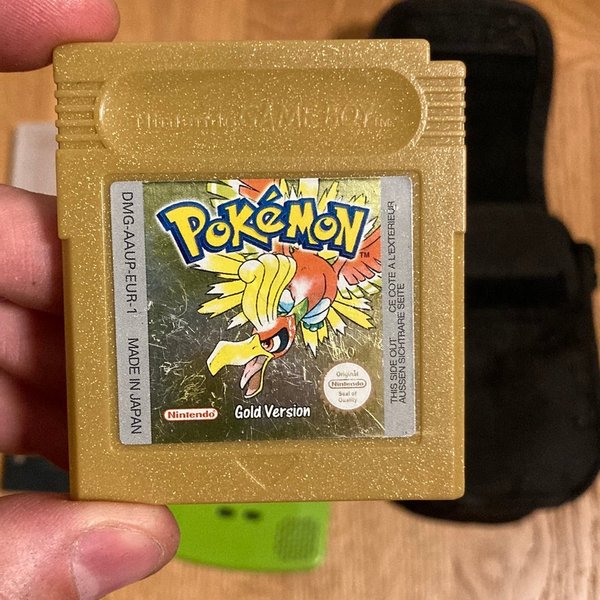 Nintendo GAME BOY TM
POKéMON
TM
DMG-AAUP-EUR-1 MADE IN JAPAN
THIS SIDE OUT CE COTE A L'EXTERIEUR
AUSSEN SICHTBARE SEITE
Original
Nintendo
Seal of
Quality
Nintendo
Gold Version